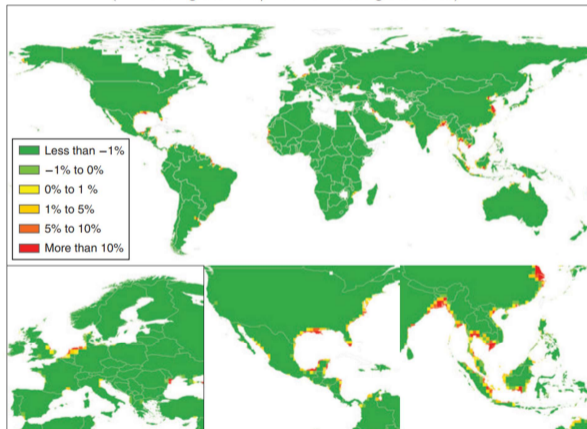 Less than −1%
−1% to 0%
0% to 1 %
1% to 5%
5% to 10%
More than 10%